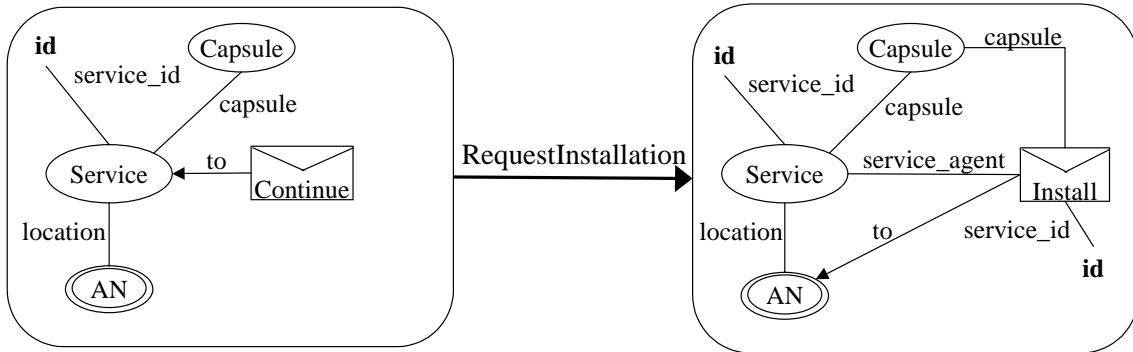 id
Capsule
service_id
capsule
Service
to
Continue
location
AN
RequestInstallation
id
Capsule
capsule
service_id
capsule
Service
service_agent
Install
location
to
service_id
AN
id